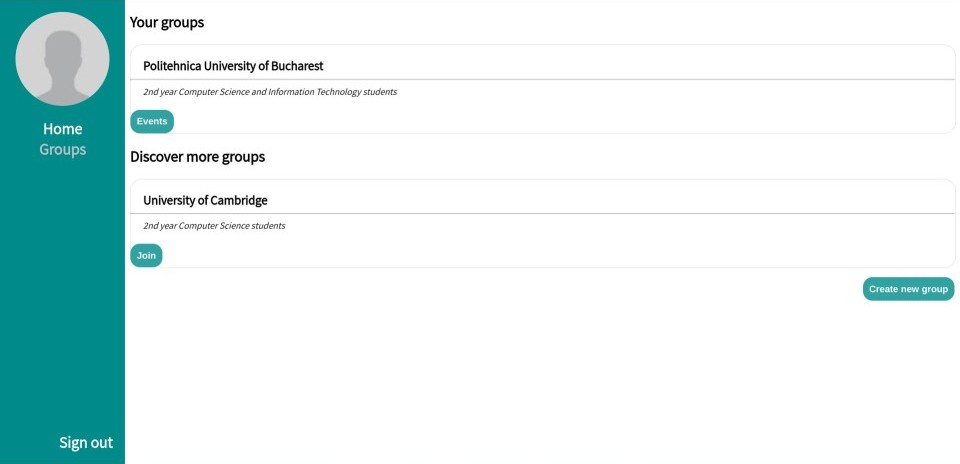 Home
Groups
Sign out
Your groups
Politehnica University of Bucharest
2nd year Computer Science and Information Technology students
Events
Discover more groups
University of Cambridge
2nd year Computer Science students
Join
Create new group